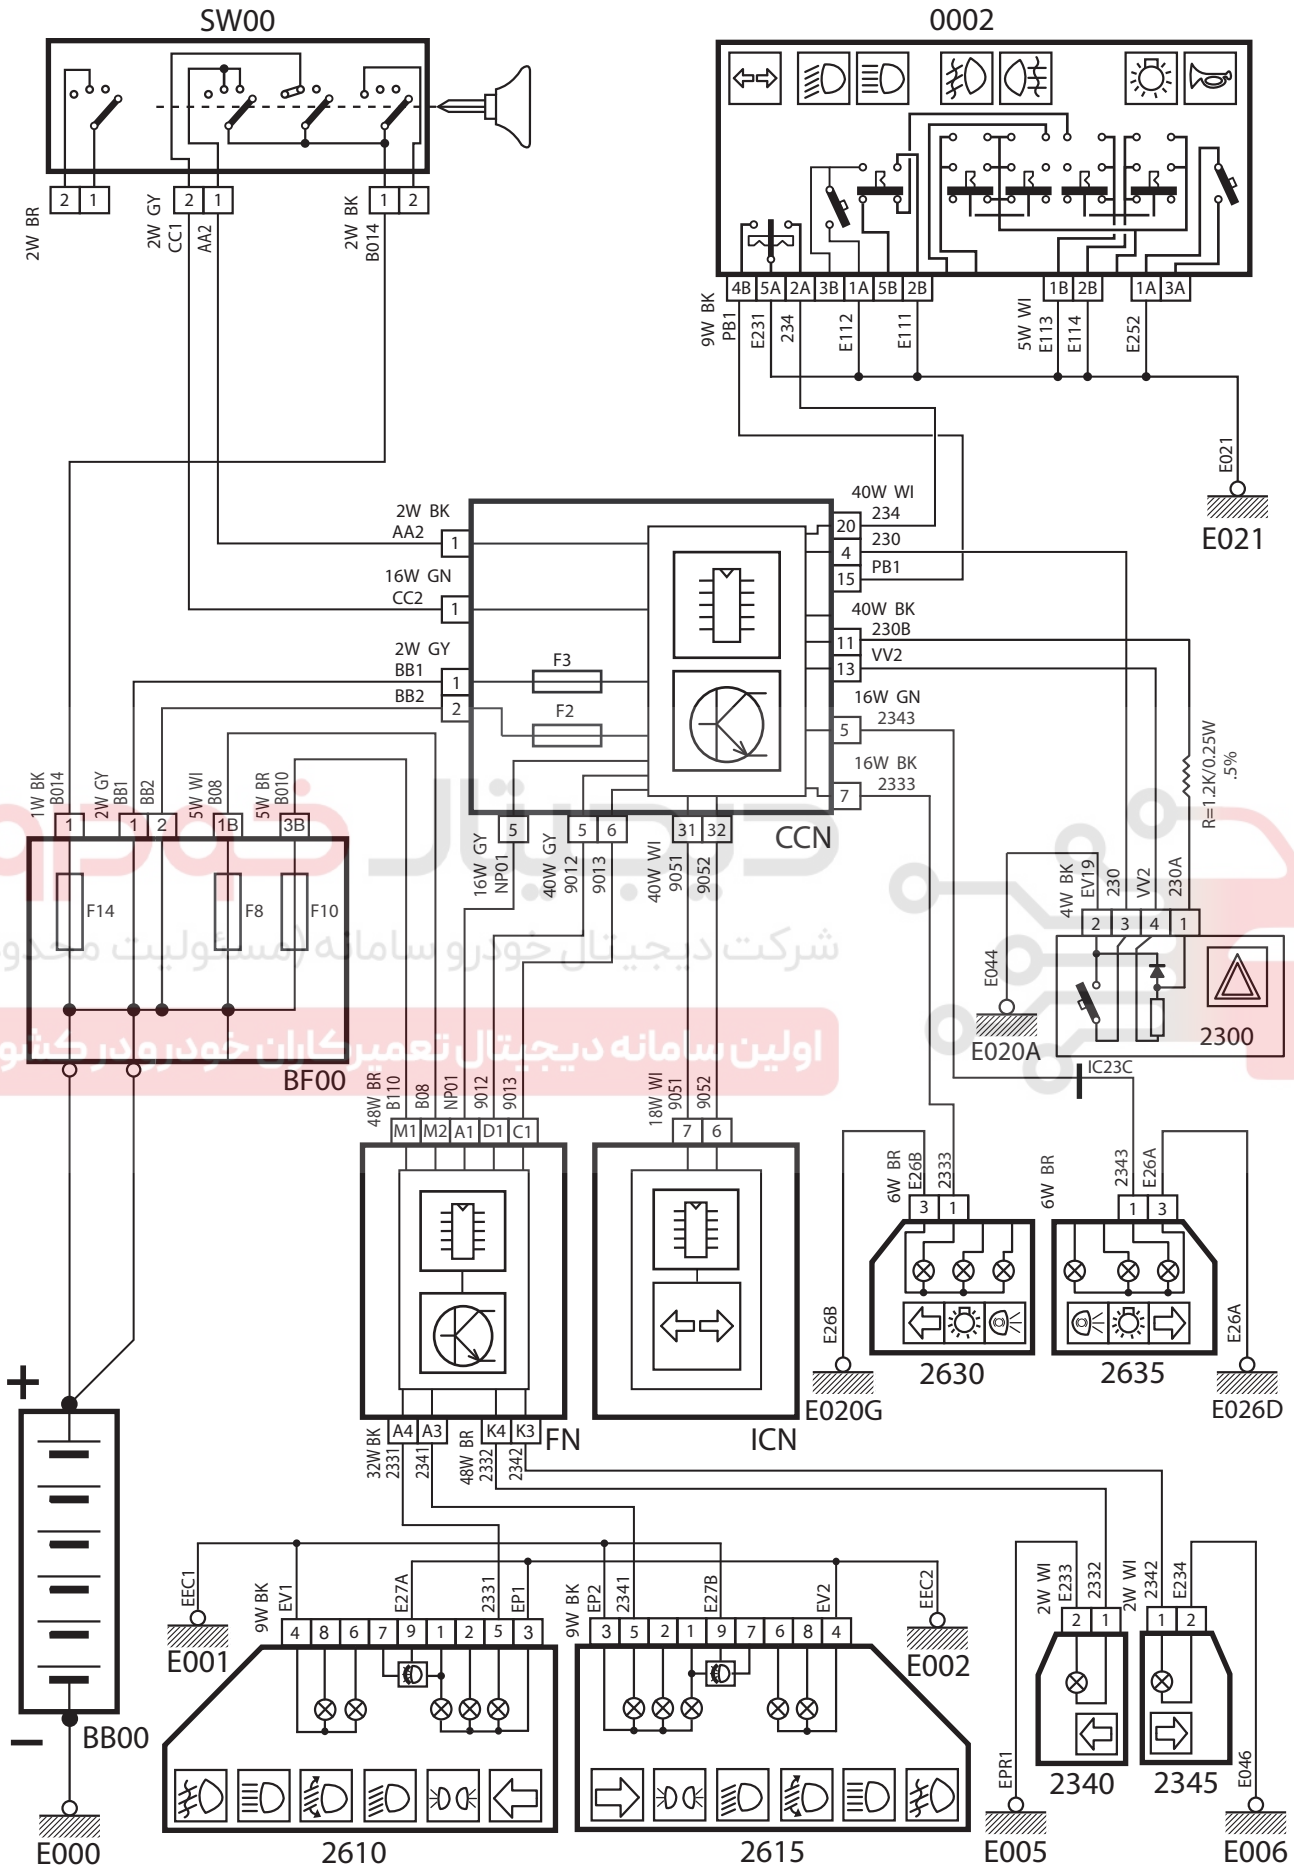 SW00
0002
2
1
2
1
1
2
2W BR
2W GY
CC1
AA2
2W BK
B014
4B
5A
2A
3B
1A
5B
2B
1B
2B
1A
3A
9W BK
PB1
E231
234
E112
E111
5W WI
E113
E114
E252
E021
E021
2W BK
AA2
1
16W GN
CC2
1
2W GY
BB1
1
BB2
2
F3
F2
40W WI
234
20
230
4
PB1
15
40W BK
230B
11
VV2
13
16W GN
2343
5
16W BK
2333
7
CCN
R=1.2K/0.25W
.5%
1W BK
B014
2W GY
BB1
BB2
5W WI
B08
5W BR
B010
1
1
2
1B
3B
F14
F8
F10
BF00
5
5
6
31
32
16W GY
NP01
40W GY
9012
9013
40W WI
9051
9052
دیجیتال خودرو
شرکت دیجیتال خودرو سامانه (مسئولیت محدو
اولین سامانه دیجیتال تعمیرکاران خودرو در کشو
4W BK
EV19
230
VV2
230A
2
3
4
1
2300
E044
E020A
IC23C
48W BR
B110
B08
NP01
9012
9013
M1
M2
A1
D1
C1
18W WI
9051
9052
7
6
6W BR
E26B
2333
3
1
6W BR
2343
E26A
1
3
E26B
E26A
2630
2635
E020G
E026D
A4
A3
K4
K3
FN
ICN
32W BK
2331
2341
48W BR
2332
2342
+
−
BB00
E000
EEC1
E001
9W BK
EV1
E27A
2331
EP1
4
8
6
7
9
1
2
5
3
9W BK
EP2
2341
E27B
EV2
3
5
2
1
9
7
6
8
4
EEC2
E002
2610
2615
2W WI
E233
2332
2
1
2W WI
2342
E234
1
2
EPR1
E046
2340
2345
E005
E006